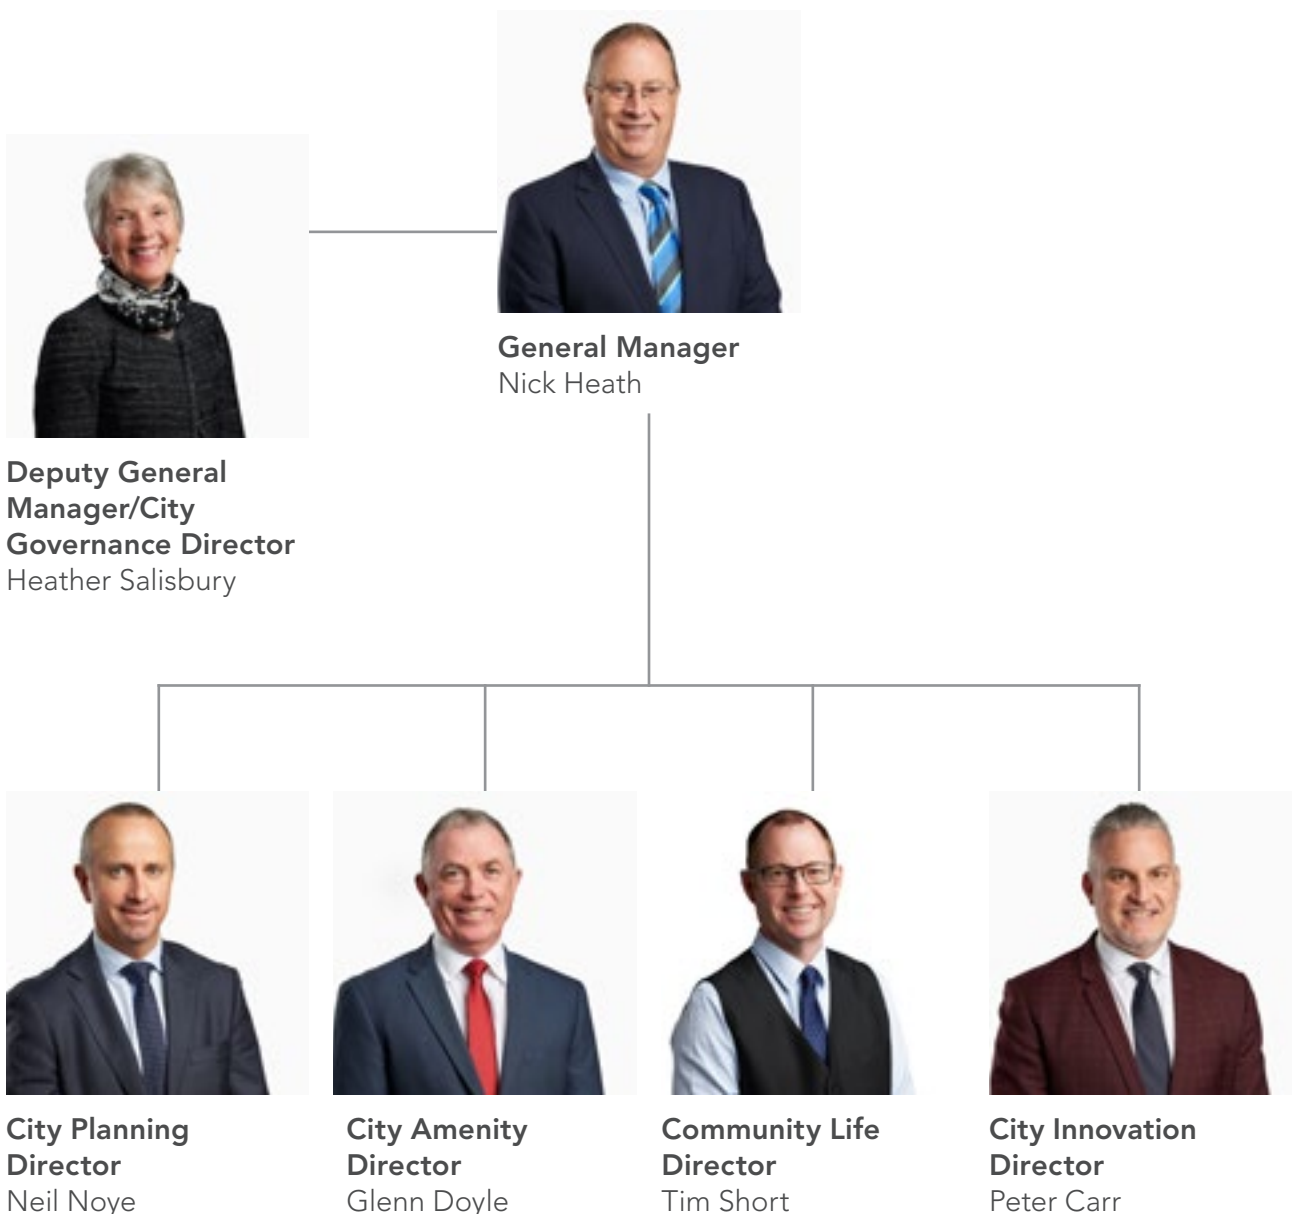 General Manager
Nick Heath
Deputy General
Manager/City
Governance Director
Heather Salisbury
City Planning
Director
Neil Noye
City Amenity
Director
Glenn Doyle
Community Life
Director
Tim Short
City Innovation
Director
Peter Carr